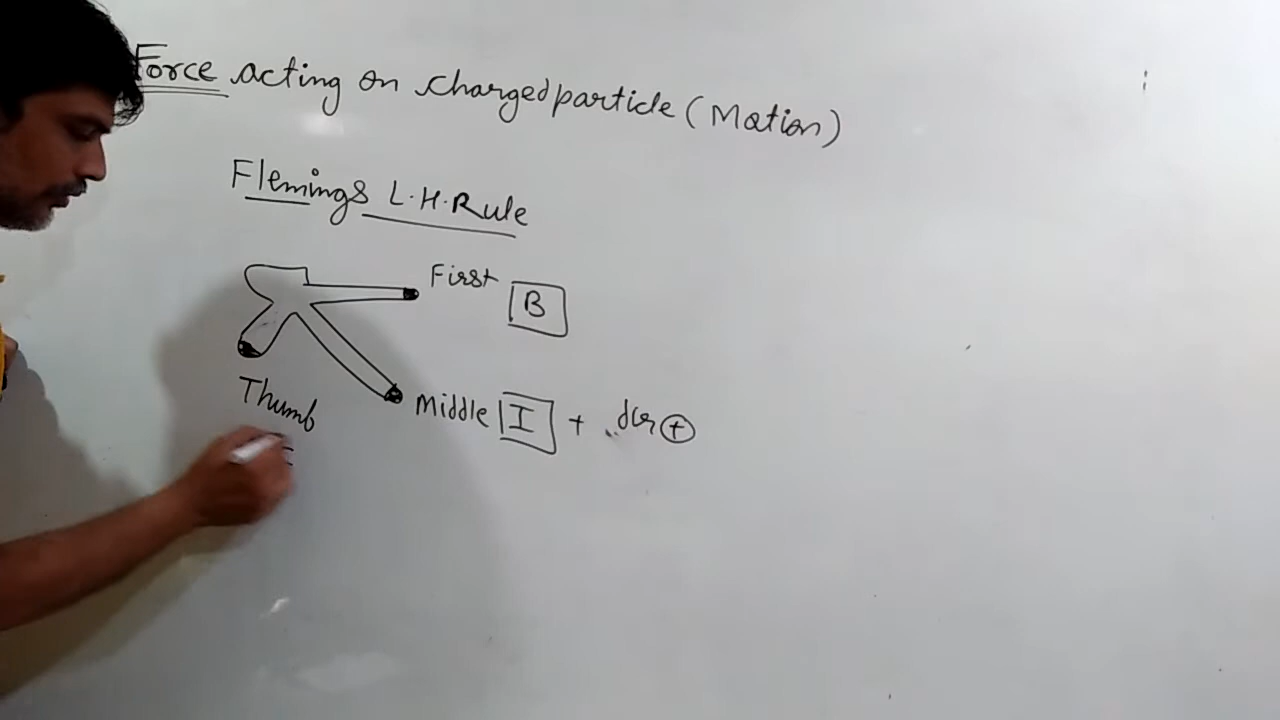 Force acting on charged particle (Motion)
Flemings L.H.Rule
First B
Thumb
Middle I + dir ⊕